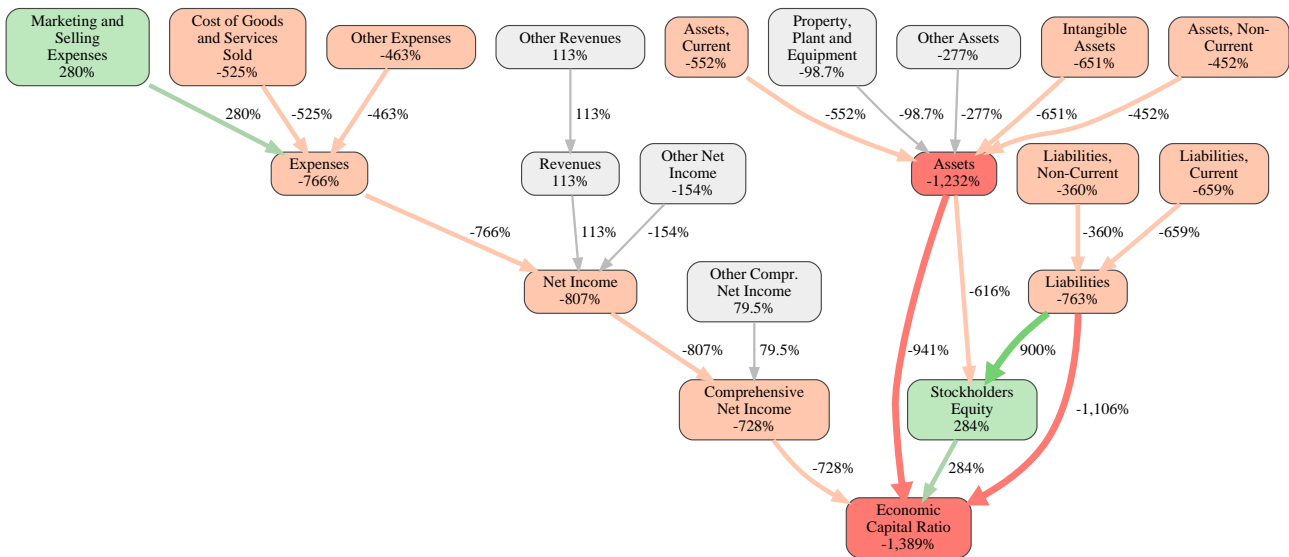 Marketing and
Selling
Expenses
280%
Cost of Goods
and Services
Sold
-525%
Other Expenses
-463%
Other Revenues
113%
Assets,
Current
-552%
Property,
Plant and
Equipment
-98.7%
Other Assets
-277%
Intangible
Assets
-651%
Assets, Non-
Current
-452%
280%
-525%
-463%
113%
-552%
-98.7%
-277%
-651%
-452%
Expenses
-766%
Revenues
113%
Other Net
Income
-154%
Assets
-1,232%
Liabilities,
Non-Current
-360%
Liabilities,
Current
-659%
-766%
113%
-154%
-616%
-360%
-659%
Net Income
-807%
Other Compr.
Net Income
79.5%
Liabilities
-763%
-807%
79.5%
-941%
900%
-1,106%
Comprehensive
Net Income
-728%
Stockholders
Equity
284%
-728%
284%
Economic
Capital Ratio
-1,389%